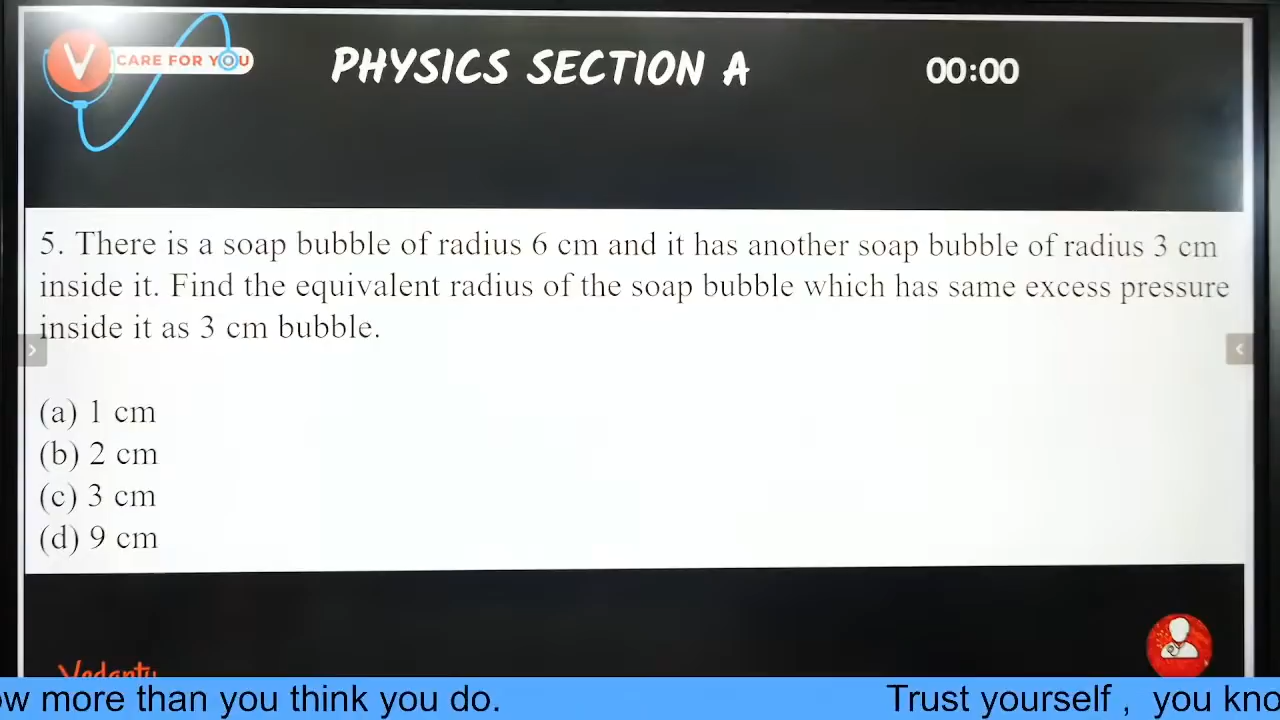 V CARE FOR YOU
PHYSICS SECTION A
00:00
5. There is a soap bubble of radius 6 cm and it has another soap bubble of radius 3 cm
inside it. Find the equivalent radius of the soap bubble which has same excess pressure
inside it as 3 cm bubble.
(a) 1 cm
(b) 2 cm
(c) 3 cm
(d) 9 cm
Vedantu
ow more than you think you do. Trust yourself , you kno